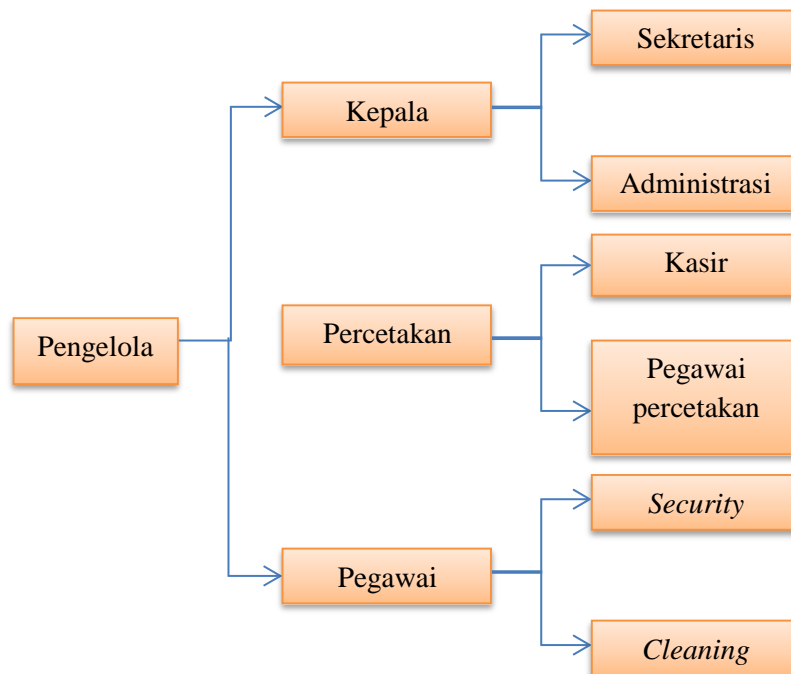 Pengelola
Kepala
Sekretaris
Administrasi
Percetakan
Kasir
Pegawai
percetakan
Pegawai
Security
Cleaning